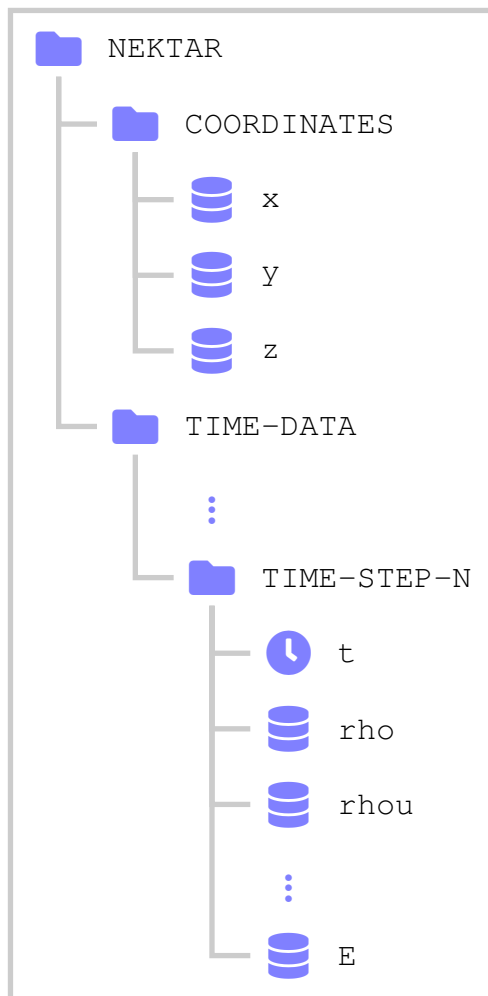 NEKTAR
COORDINATES
x
y
z
TIME-DATA
TIME-STEP-N
t
rho
rhou
E